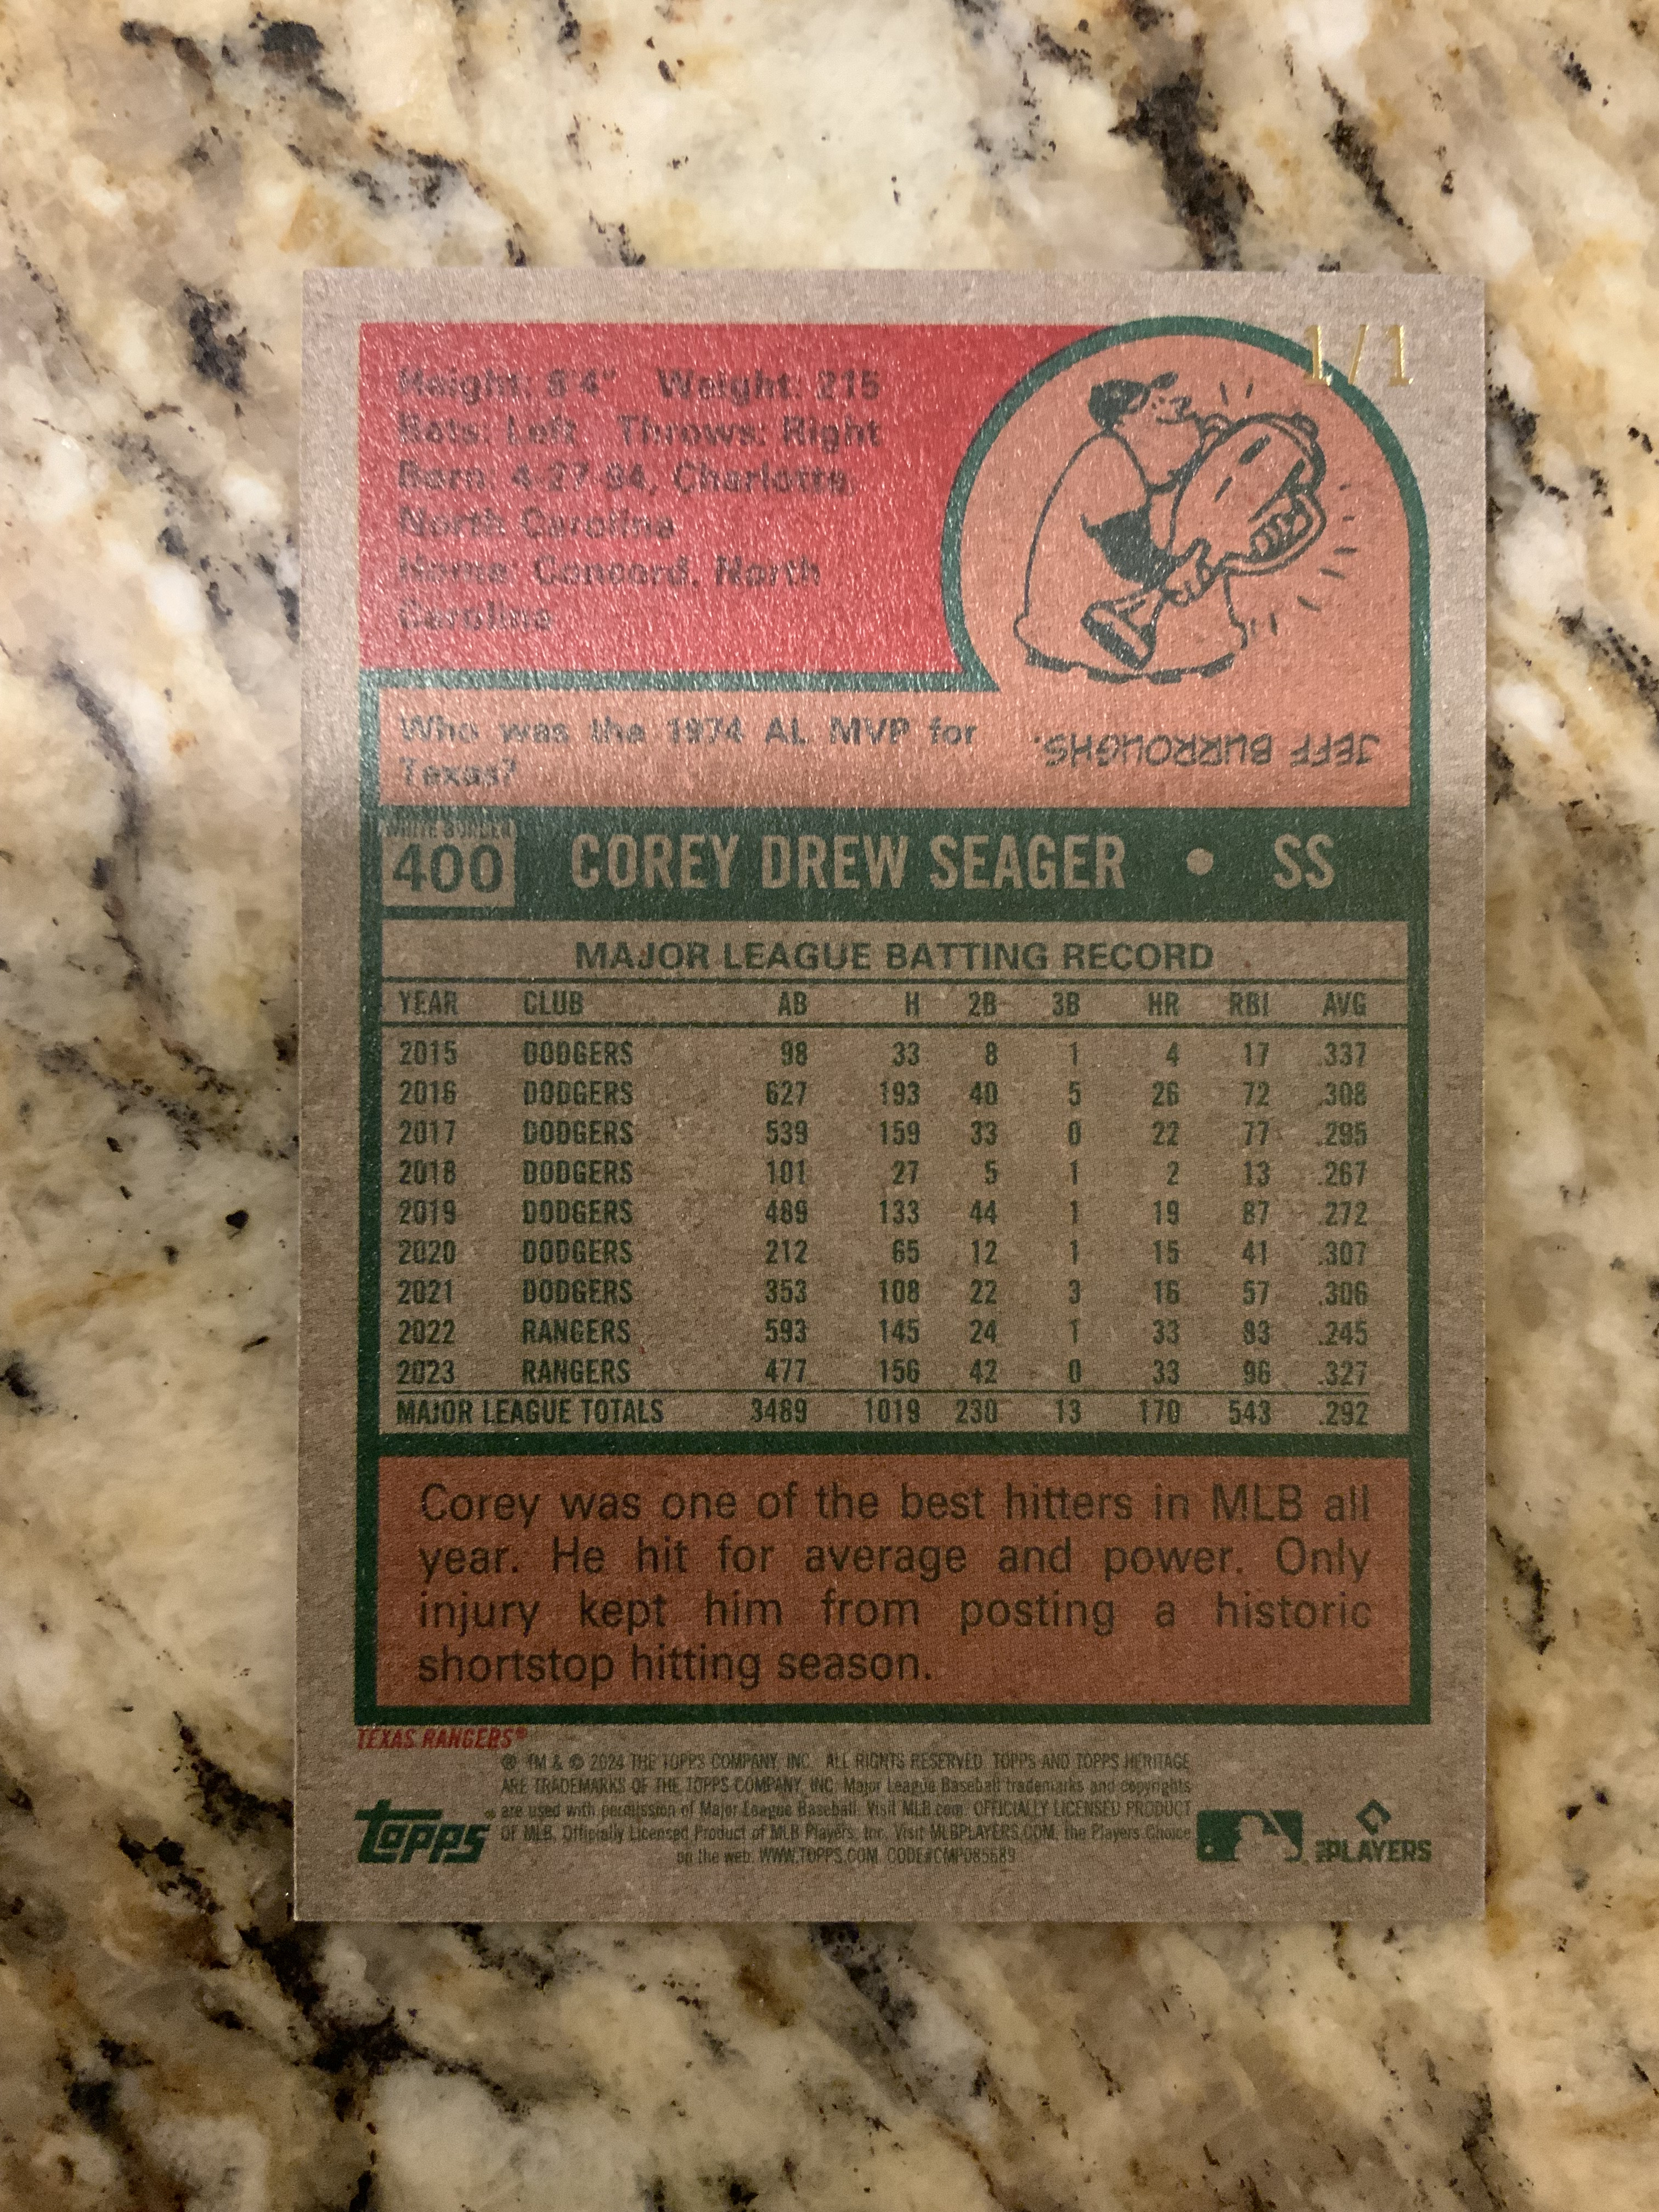 1/1
Height: 6'4" Weight: 215
Bats: Left Throws: Right
Born: 4-27-94, Charlotte,
North Carolina
Home: Concord, North
Carolina
Who was the 1974 AL MVP for
Texas?
JEFF BURROUGHS.
WHITE BORDER
400 COREY DREW SEAGER • SS
MAJOR LEAGUE BATTING RECORD
YEAR CLUB AB H 2B 3B HR RBI AVG
2015 DODGERS 98 33 8 1 4 17 .337
2016 DODGERS 627 193 40 5 26 72 .308
2017 DODGERS 539 159 33 0 22 77 .295
2018 DODGERS 101 27 5 1 2 13 .267
2019 DODGERS 489 133 44 1 19 87 .272
2020 DODGERS 212 65 12 1 15 41 .307
2021 DODGERS 353 108 22 3 16 57 .306
2022 RANGERS 593 145 24 1 33 83 .245
2023 RANGERS 477 156 42 0 33 96 .327
MAJOR LEAGUE TOTALS 3489 1019 230 13 170 543 .292
Corey was one of the best hitters in MLB all
year. He hit for average and power. Only
injury kept him from posting a historic
shortstop hitting season.
TEXAS RANGERS®
® TM & © 2024 THE TOPPS COMPANY, INC. ALL RIGHTS RESERVED. TOPPS AND TOPPS HERITAGE
ARE TRADEMARKS OF THE TOPPS COMPANY, INC. Major League Baseball trademarks and copyrights
are used with permission of Major League Baseball. Visit MLB.com. OFFICIALLY LICENSED PRODUCT
OF MLB, Officially Licensed Product of MLB Players, Inc. Visit MLBPLAYERS.COM, the Players Choice
on the web. WWW.TOPPS.COM CODE#CMP085689
topps®
MLB PLAYERS